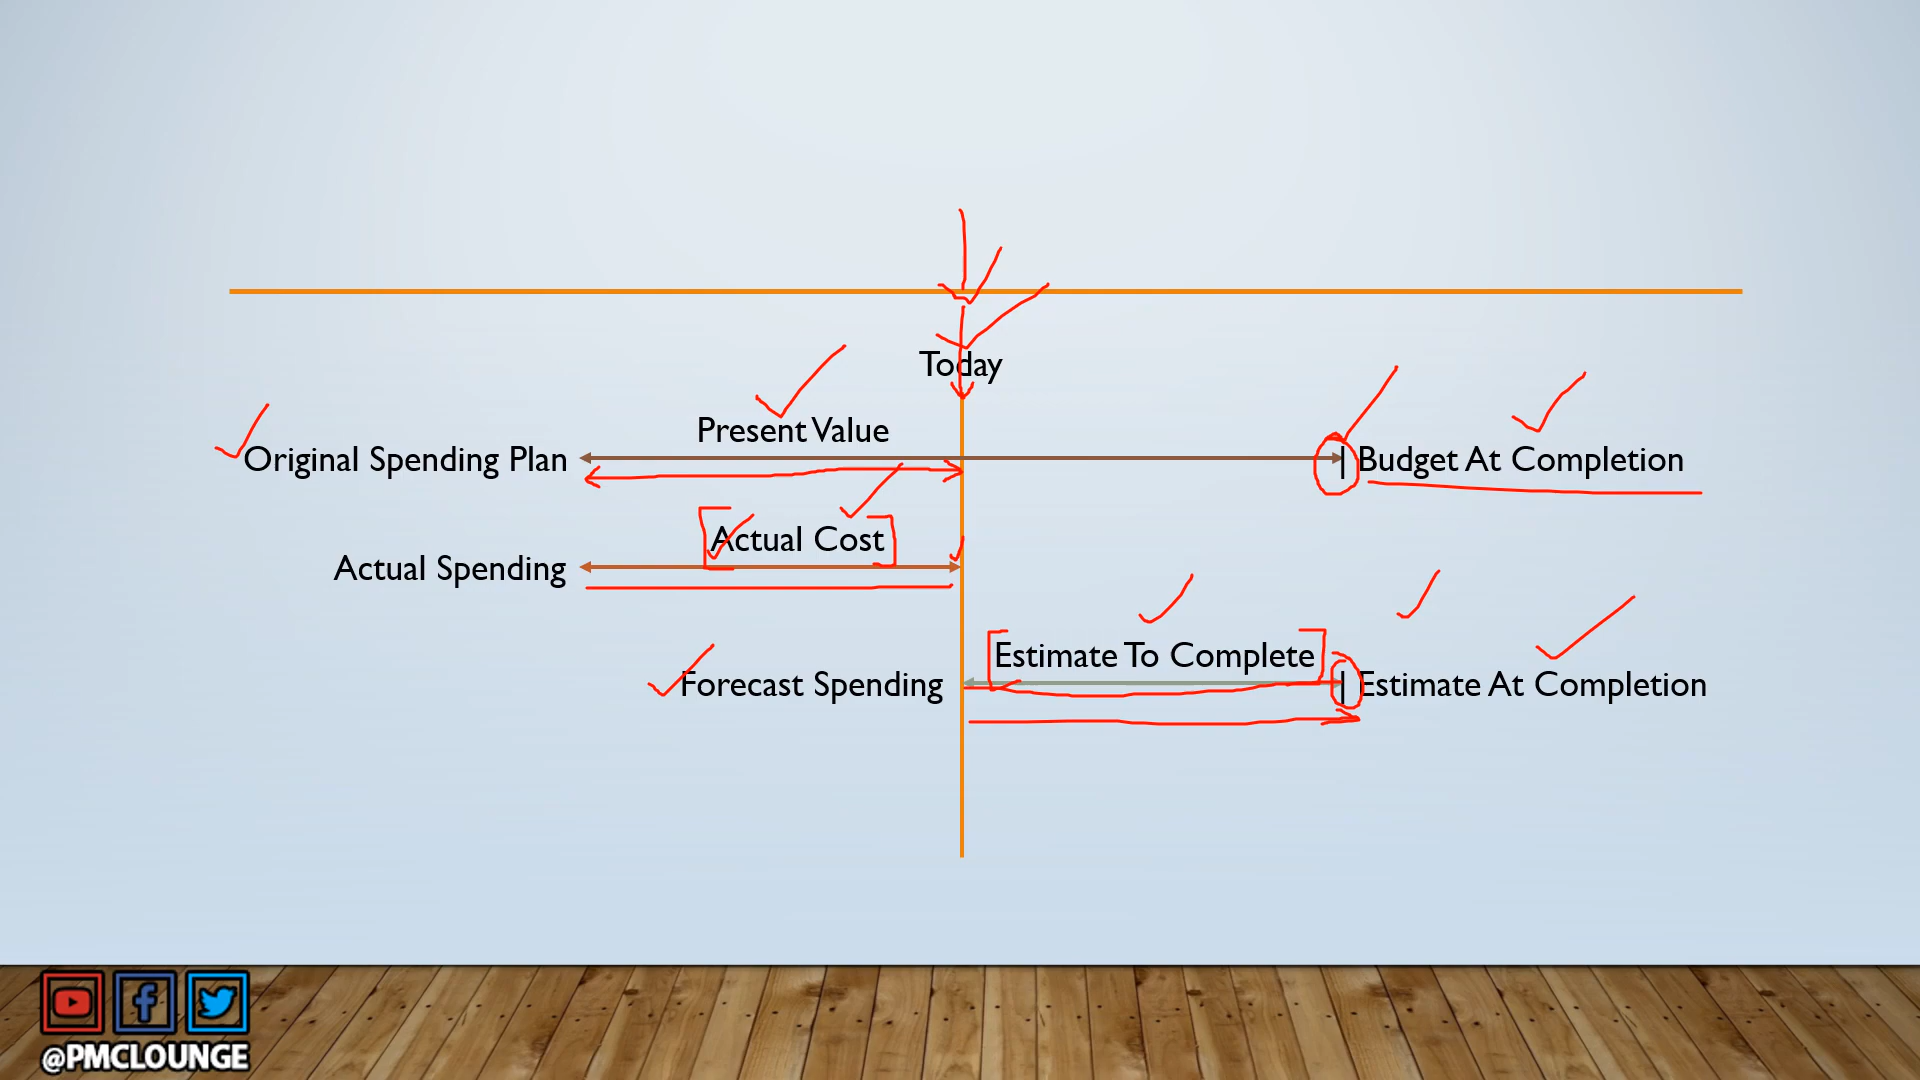 Today
Present Value
Original Spending Plan
Budget At Completion
Actual Cost
Actual Spending
Estimate To Complete
Forecast Spending
Estimate At Completion
@PMCLOUNGE